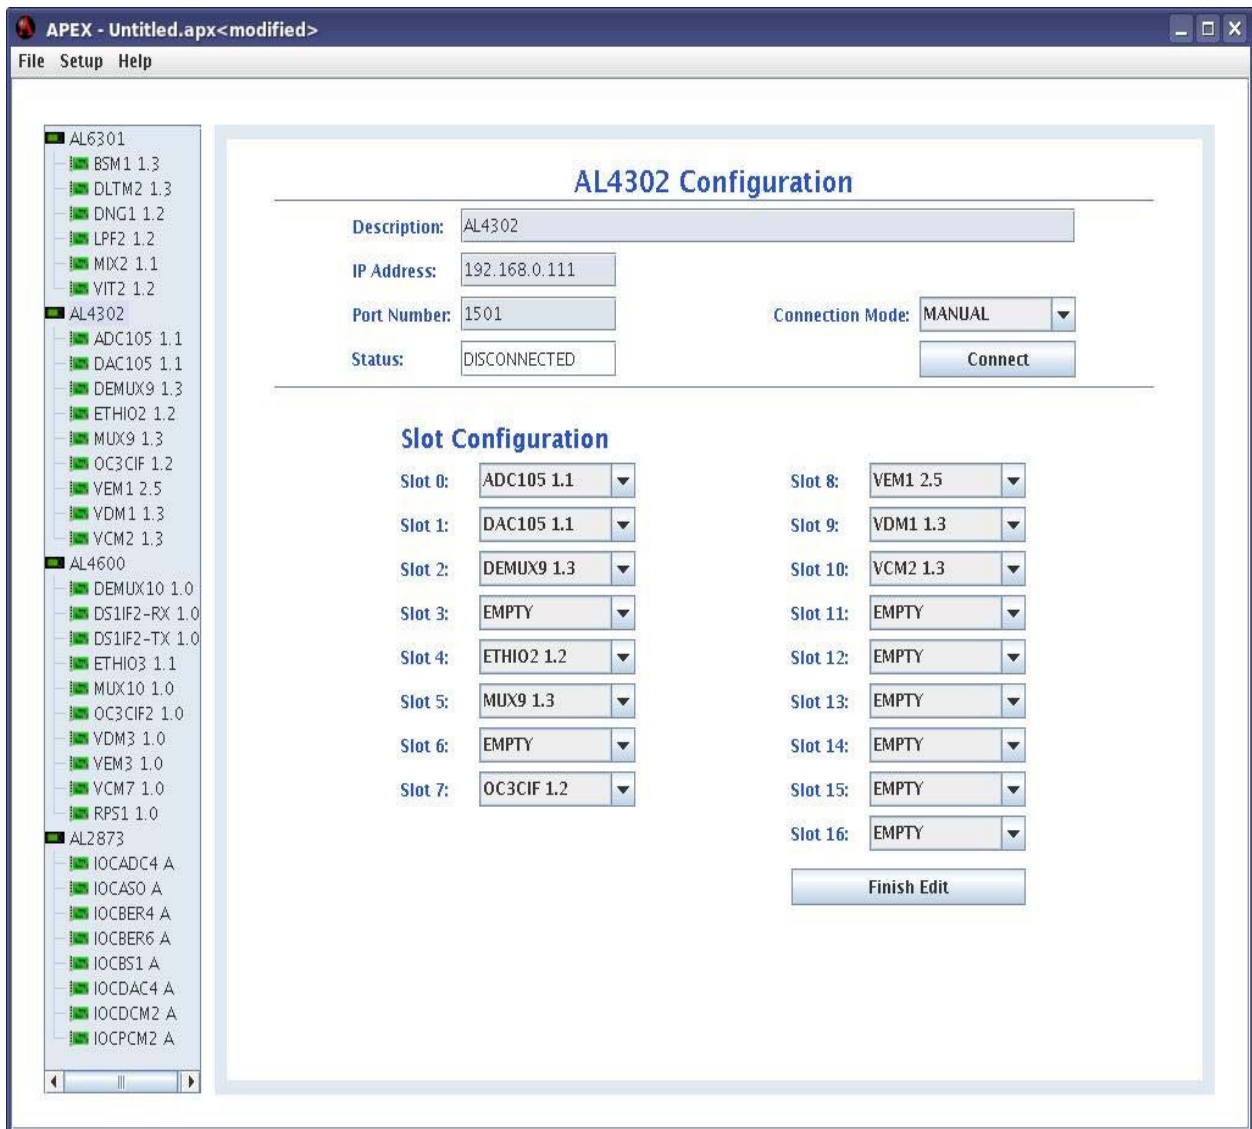 APEX - Untitled.apx<modified>
File Setup Help
AL6301
BSM1 1.3
DLTM2 1.3
DNG1 1.2
LPF2 1.2
MIX2 1.1
VIT2 1.2
AL4302
ADC105 1.1
DAC105 1.1
DEMUX9 1.3
ETHIO2 1.2
MUX9 1.3
OC3CIF 1.2
VEM1 2.5
VDM1 1.3
VCM2 1.3
AL4600
DEMUX10 1.0
DS1IF2-RX 1.0
DS1IF2-TX 1.0
ETHIO3 1.1
MUX10 1.0
OC3CIF2 1.0
VDM3 1.0
VEM3 1.0
VCM7 1.0
RPS1 1.0
AL2873
IOCADC4 A
IOCASO A
IOCBER4 A
IOCBER6 A
IOCBS1 A
IOCDAC4 A
IOCDCM2 A
IOCPCM2 A
AL4302 Configuration
Description: AL4302
IP Address: 192.168.0.111
Port Number: 1501
Connection Mode: MANUAL
Status: DISCONNECTED
Connect
Slot Configuration
Slot 0: ADC105 1.1
Slot 1: DAC105 1.1
Slot 2: DEMUX9 1.3
Slot 3: EMPTY
Slot 4: ETHIO2 1.2
Slot 5: MUX9 1.3
Slot 6: EMPTY
Slot 7: OC3CIF 1.2
Slot 8: VEM1 2.5
Slot 9: VDM1 1.3
Slot 10: VCM2 1.3
Slot 11: EMPTY
Slot 12: EMPTY
Slot 13: EMPTY
Slot 14: EMPTY
Slot 15: EMPTY
Slot 16: EMPTY
Finish Edit